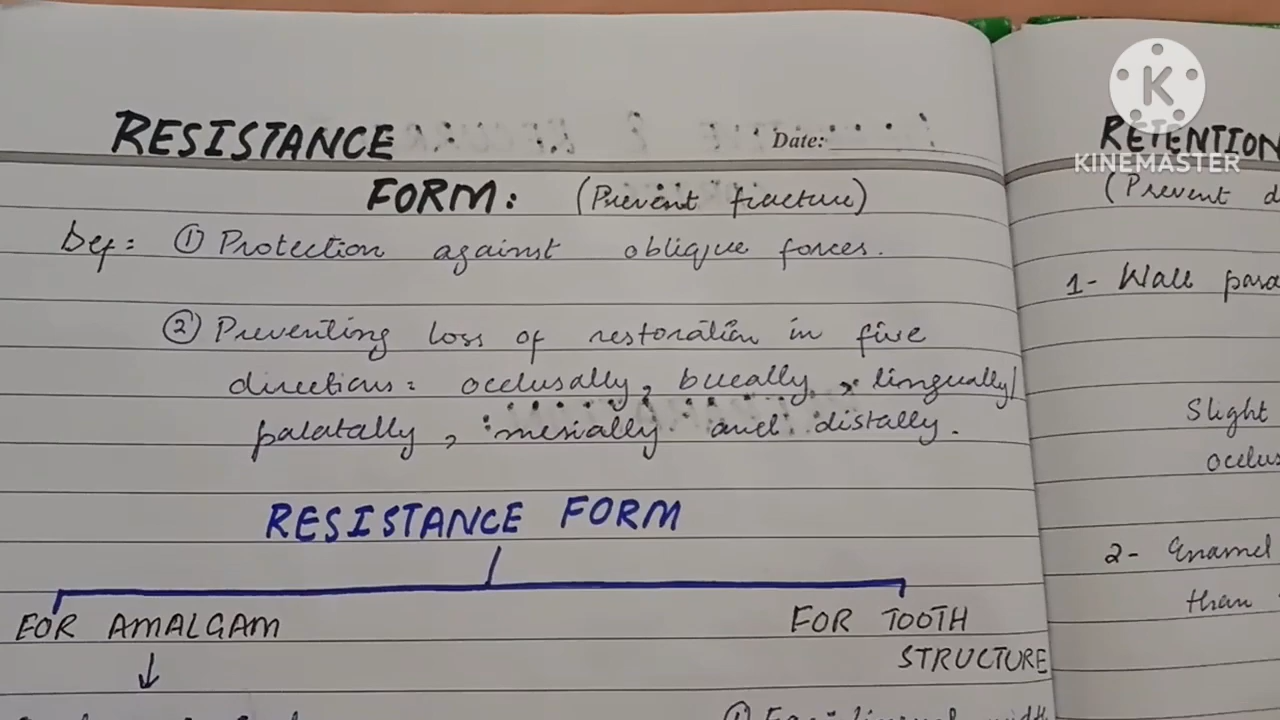 RESISTANCE
Date:
FORM: (Prevent fracture)
Def: ① Protection against oblique forces.
② Preventing loss of restoration in five
directions: occlusally, bucally, lingually/
palatally, mesially and distally.
RESISTANCE FORM
FOR AMALGAM
FOR TOOTH
STRUCTURE
RETENTION
(Prevent
1- Wall
Slight
2- Enamel
than
K
KINEMASTER